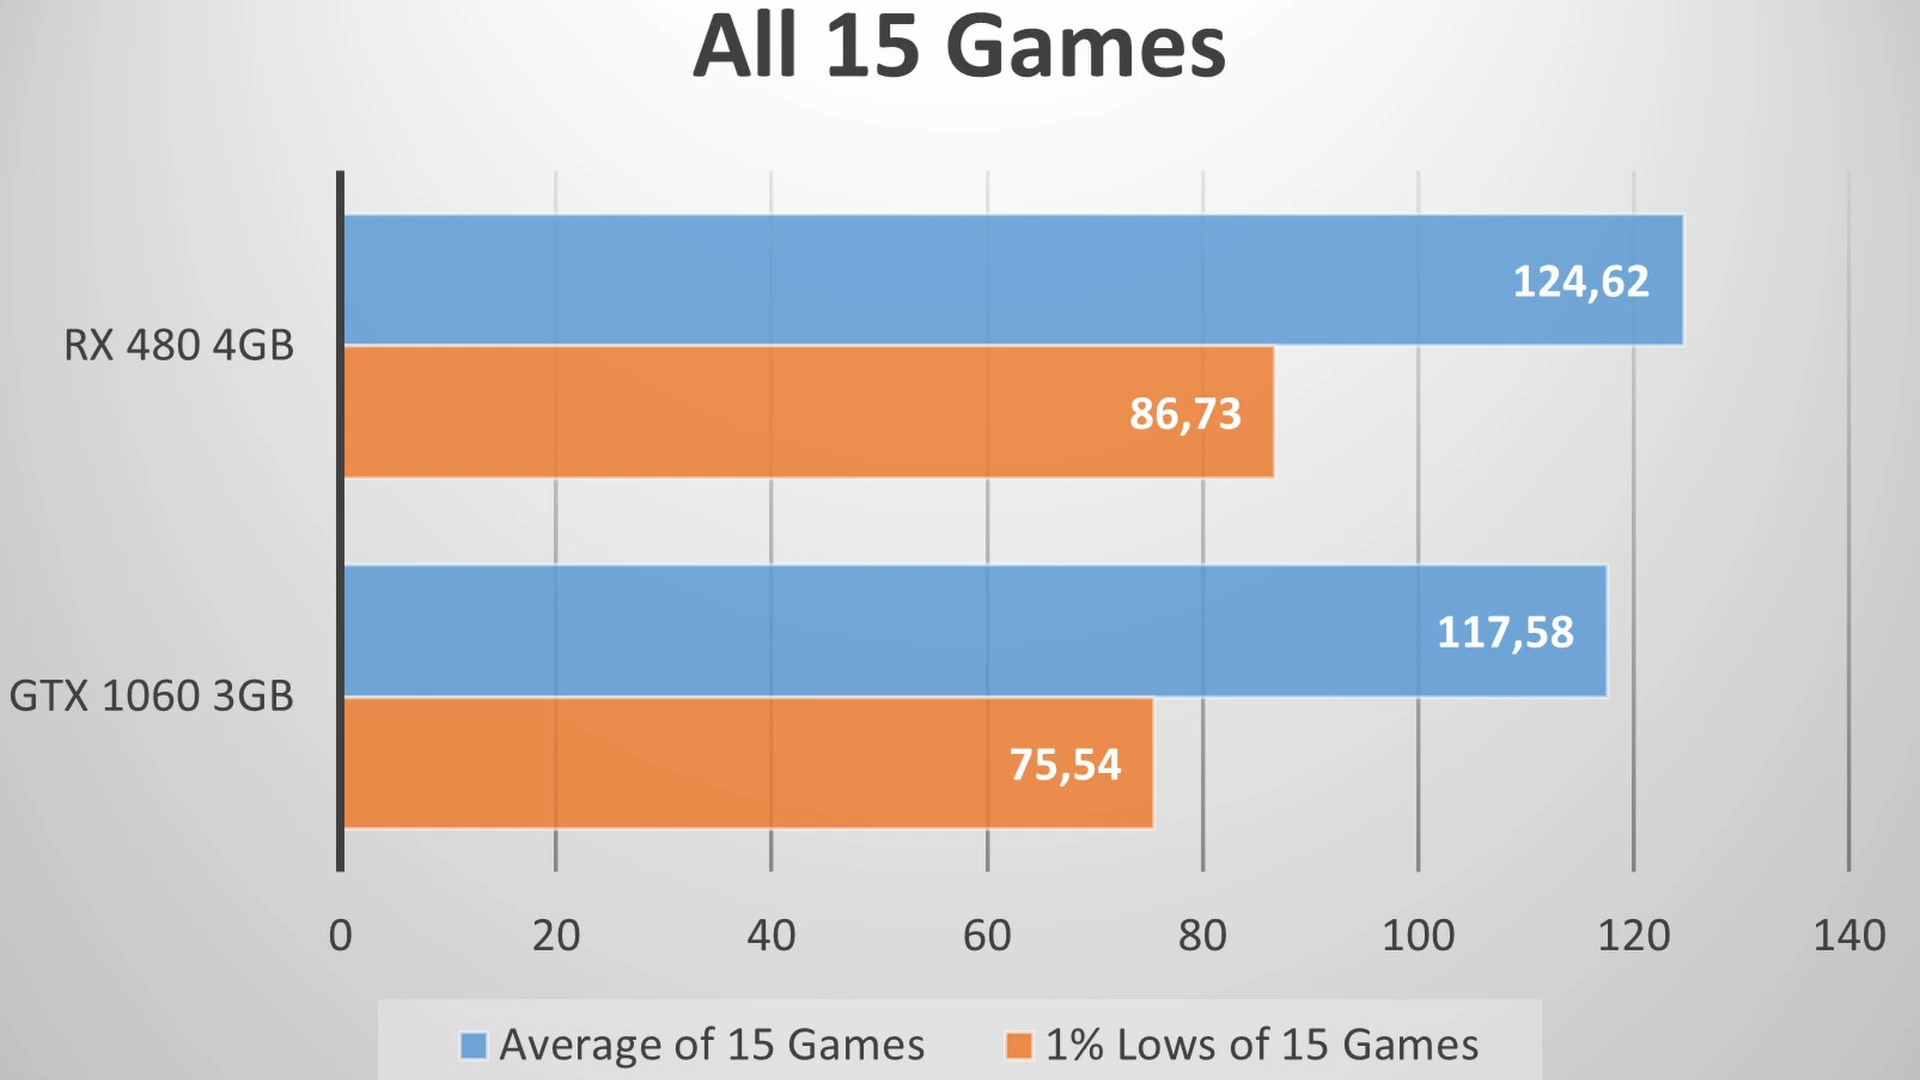 All 15 Games
RX 480 4GB
124,62
86,73
GTX 1060 3GB
117,58
75,54
0 20 40 60 80 100 120 140
Average of 15 Games 1% Lows of 15 Games